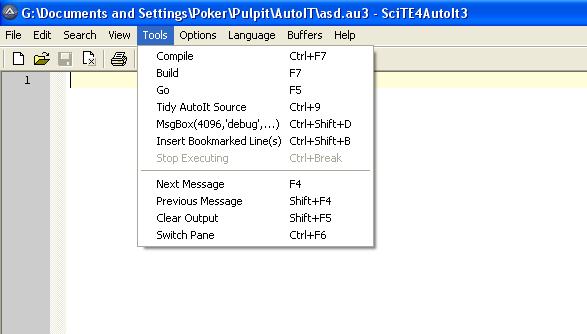 G:\Documents and Settings\Poker\Pulpit\AutoIT\asd.au3 - SciTE4AutoIt3
File Edit Search View Tools Options Language Buffers Help
Compile Ctrl+F7
Build F7
Go F5
Tidy AutoIt Source Ctrl+9
MsgBox(4096,'debug',...) Ctrl+Shift+D
Insert Bookmarked Line(s) Ctrl+Shift+B
Stop Executing Ctrl+Break
Next Message F4
Previous Message Shift+F4
Clear Output Shift+F5
Switch Pane Ctrl+F6
1